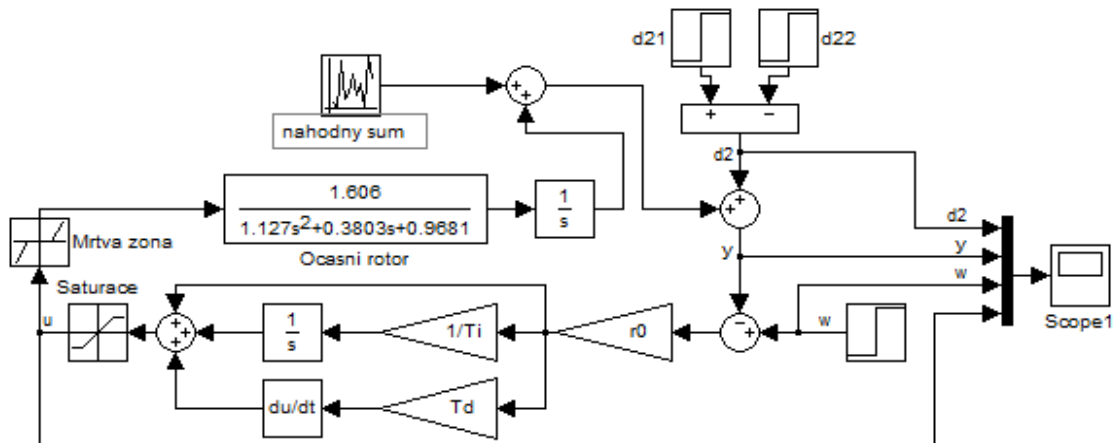 d21
d22
nahodny sum
+
+
+
−
d2
1.606
1.127s²+0.3803s+0.9681
Ocasni rotor
1
s
+
+
d2
y
w
Mrtva zona
y
Scope1
Saturace
u
+
+
+
1
s
1/Ti
r0
−
+
w
du/dt
Td